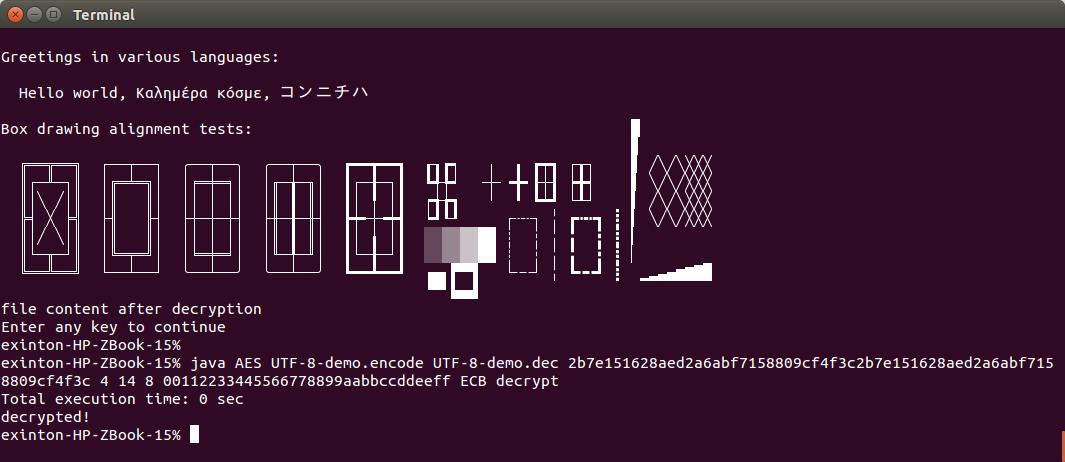 Terminal
Greetings in various languages:
Hello world, Καλημέρα κόσμε, コンニチハ
Box drawing alignment tests:
file content after decryption
Enter any key to continue
exinton-HP-ZBook-15%
exinton-HP-ZBook-15% java AES UTF-8-demo.encode UTF-8-demo.dec 2b7e151628aed2a6abf7158809cf4f3c2b7e151628aed2a6abf715
8809cf4f3c 4 14 8 00112233445566778899aabbccddeeff ECB decrypt
Total execution time: 0 sec
decrypted!
exinton-HP-ZBook-15%